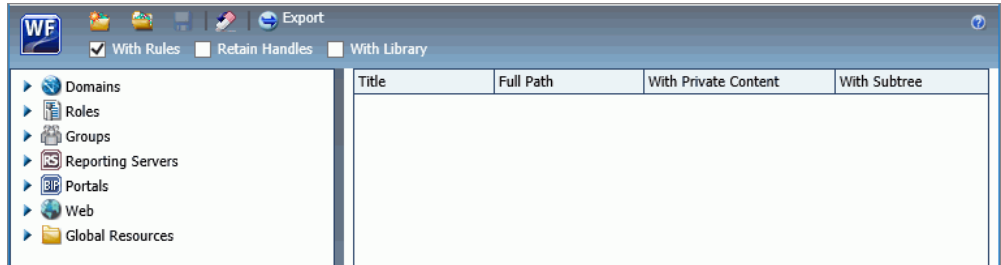 WF Export
With Rules Retain Handles With Library
Domains
Roles
Groups
RS Reporting Servers
BIP Portals
Web
Global Resources
Title Full Path With Private Content With Subtree